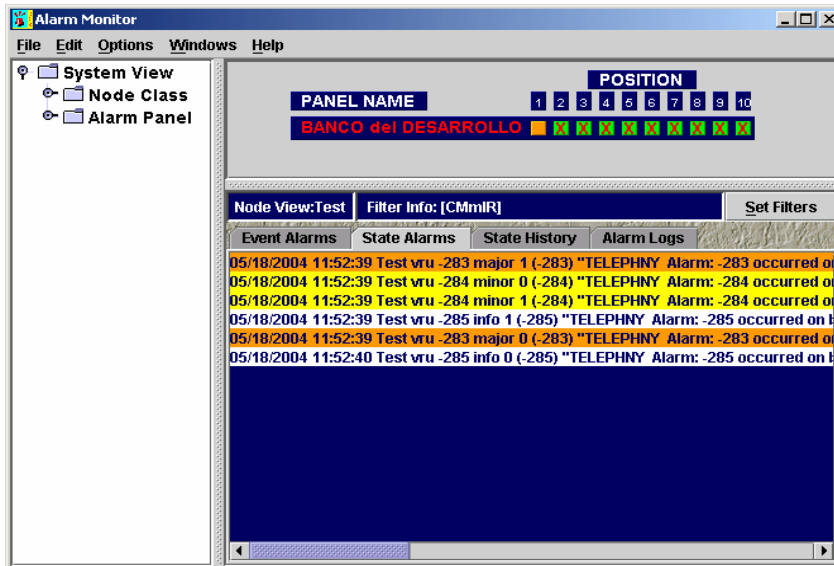 Alarm Monitor
File Edit Options Windows Help
System View
Node Class
Alarm Panel
POSITION
PANEL NAME 1 2 3 4 5 6 7 8 9 10
BANCO del DESARROLLO X X X X X X X X X
Node View:Test Filter Info: [CMmIR] Set Filters
Event Alarms State Alarms State History Alarm Logs
05/18/2004 11:52:39 Test vru -283 major 1 (-283) "TELEPHNY Alarm: -283 occurred
05/18/2004 11:52:39 Test vru -284 minor 0 (-284) "TELEPHNY Alarm: -284 occurred
05/18/2004 11:52:39 Test vru -284 minor 1 (-284) "TELEPHNY Alarm: -284 occurred
05/18/2004 11:52:39 Test vru -285 info 1 (-285) "TELEPHNY Alarm: -285 occurred on
05/18/2004 11:52:39 Test vru -283 major 0 (-283) "TELEPHNY Alarm: -283 occurred
05/18/2004 11:52:40 Test vru -285 info 0 (-285) "TELEPHNY Alarm: -285 occurred on